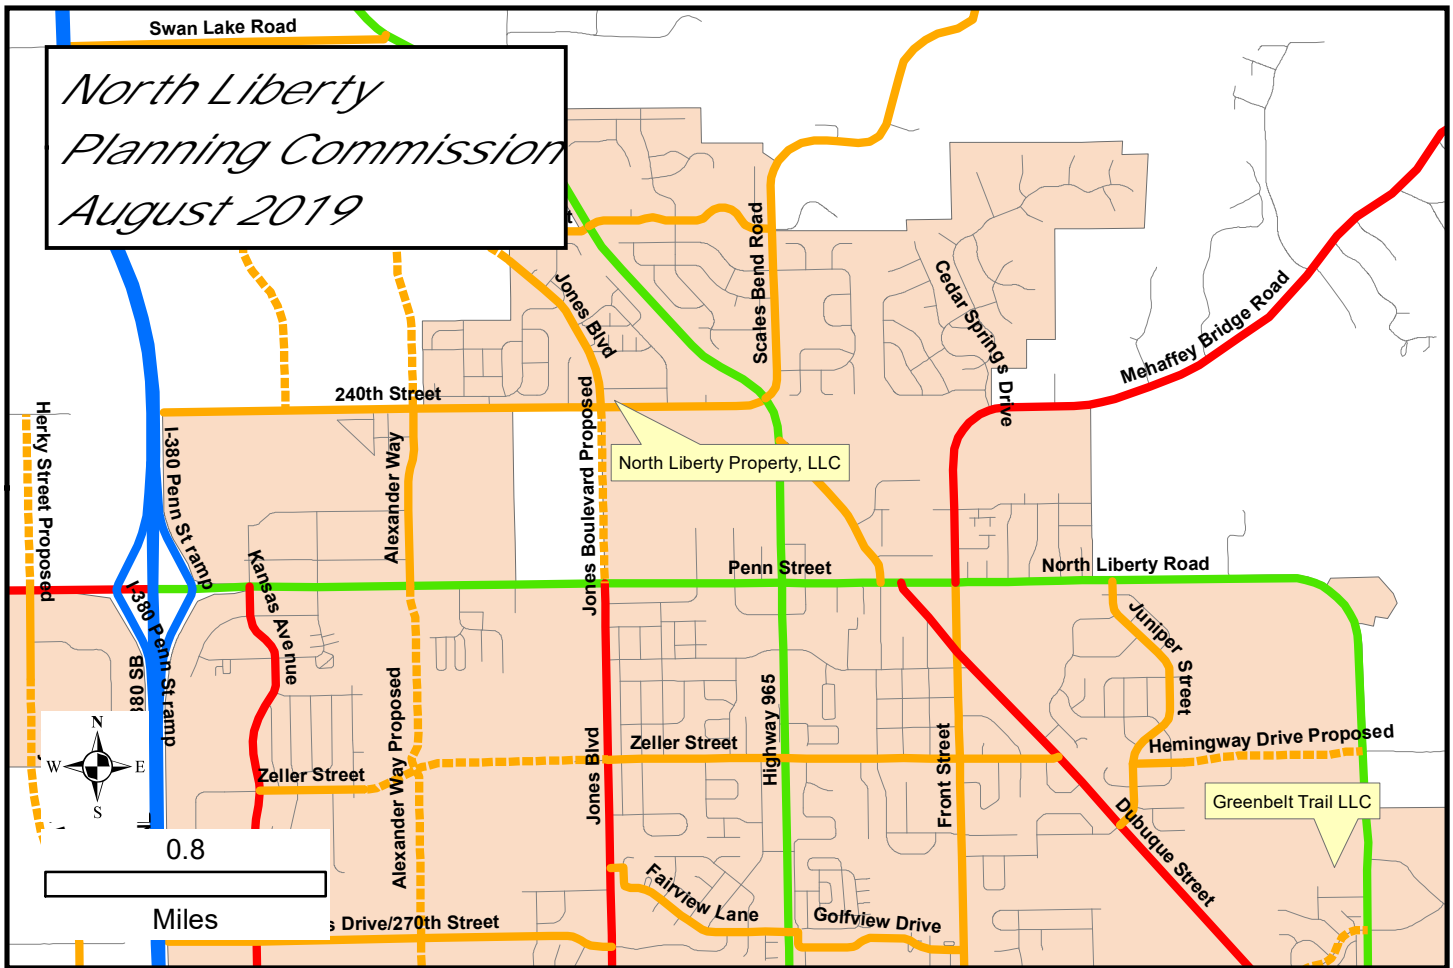 Swan Lake Road
North Liberty
Planning Commission
August 2019
Scales Bend Road
Jones Blvd
Cedar Springs Drive
Mehaffey Bridge Road
240th Street
Herky Street Proposed
I-380 Penn St ramp
Alexander Way
Jones Boulevard Proposed
North Liberty Property, LLC
Penn Street
North Liberty Road
Kansas Avenue
I-380 Penn St ramp
380 SB
Juniper Street
Alexander Way Proposed
Jones Blvd
Zeller Street
Highway 965
Front Street
Hemingway Drive Proposed
N
W E
S
Zeller Street
Greenbelt Trail LLC
Dubuque Street
0.8
Miles
Fairview Lane
Golfview Drive
s Drive/270th Street